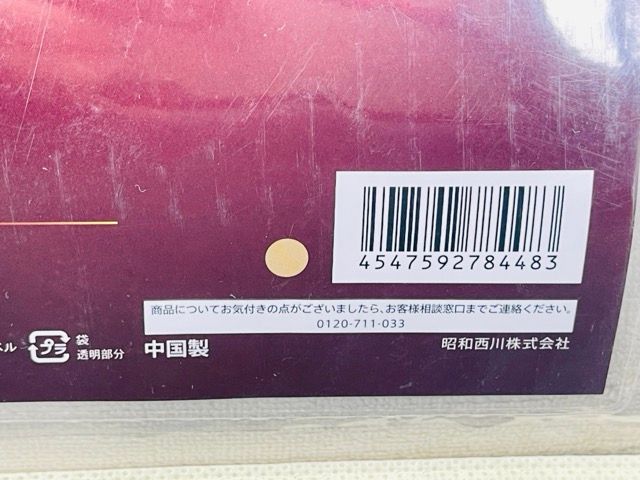 4547592784483
商品についてお気付きの点がございましたら、お客様相談窓口までご連絡ください。
0120-711-033
ベル
プラ
袋
透明部分
中国製
昭和西川株式会社